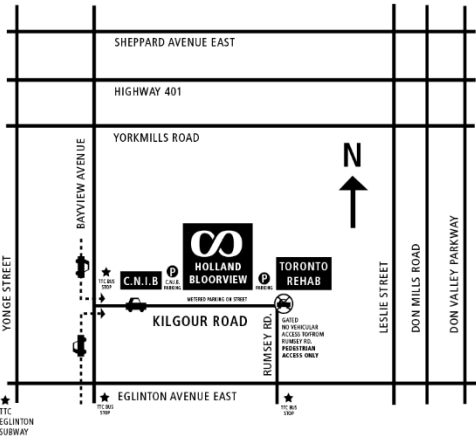 SHEPPARD AVENUE EAST
HIGHWAY 401
YORKMILLS ROAD
N
BAYVIEW AVENUE
YONGE STREET
LESLIE STREET
DON MILLS ROAD
DON VALLEY PARKWAY
TTC BUS
STOP
C.N.I.B
P
C.N.I.B.
PARKING
HOLLAND
BLOORVIEW
P
PARKING
TORONTO
REHAB
METERED PARKING ON STREET
KILGOUR ROAD
RUMSEY RD.
GATED
NO VEHICULAR
ACCESS TO/FROM
RUMSEY RD.
PEDESTRIAN
ACCESS ONLY
EGLINTON AVENUE EAST
TTC
EGLINTON
SUBWAY
TTC BUS
STOP
TTC BUS
STOP